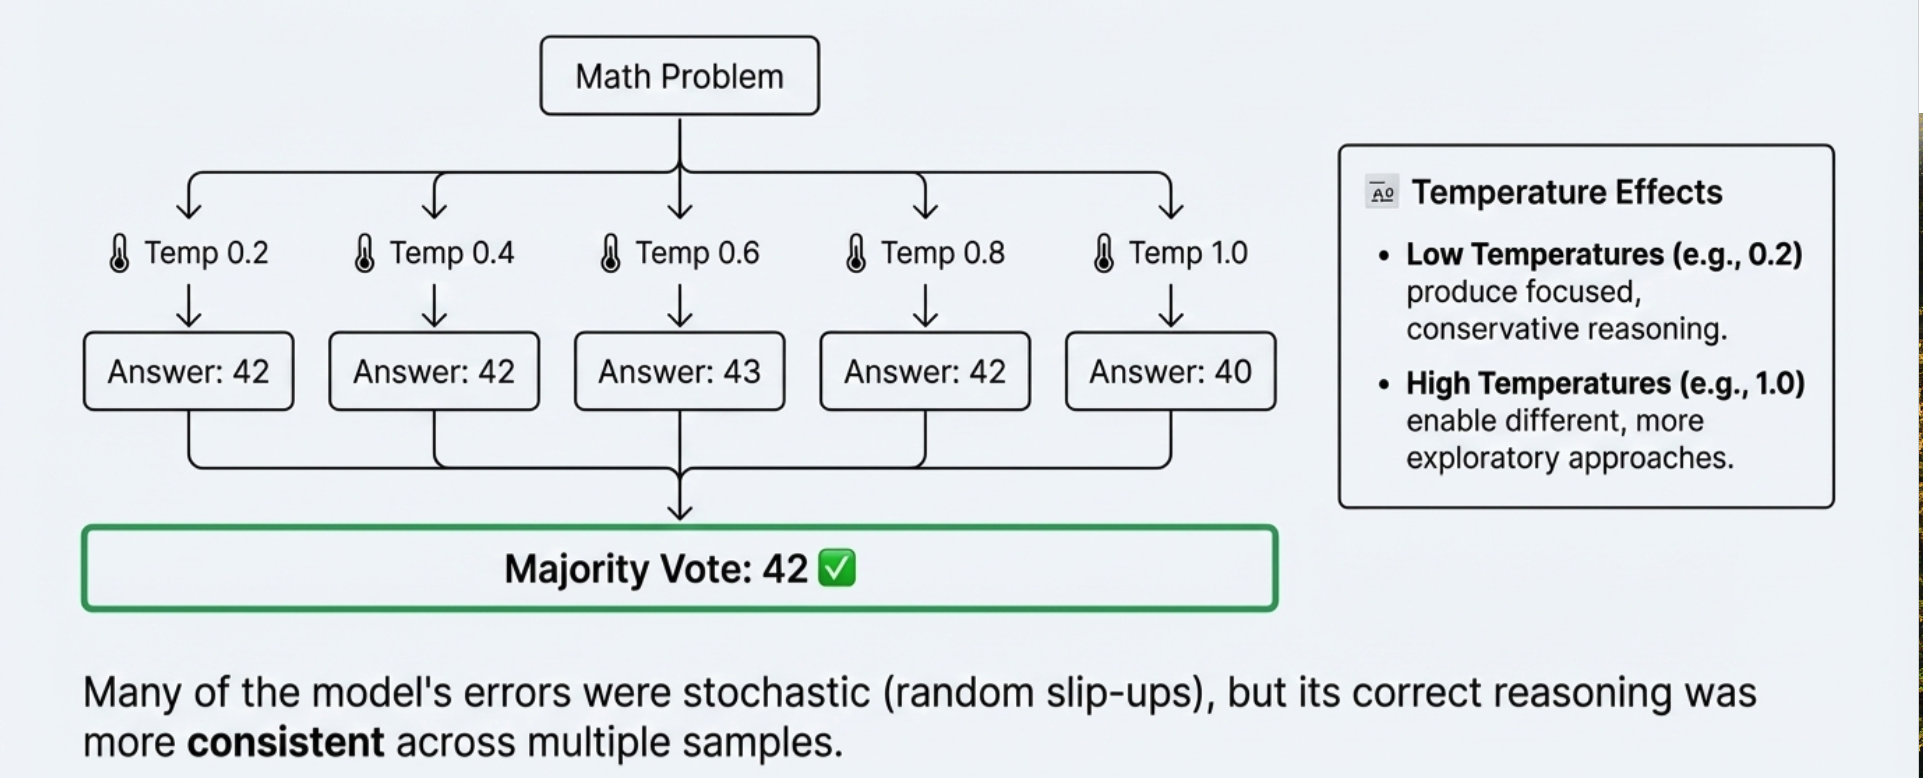 Math Problem
Temp 0.2
Temp 0.4
Temp 0.6
Temp 0.8
Temp 1.0
Answer: 42
Answer: 42
Answer: 43
Answer: 42
Answer: 40
Majority Vote: 42
Temperature Effects
• Low Temperatures (e.g., 0.2)
produce focused,
conservative reasoning.
• High Temperatures (e.g., 1.0)
enable different, more
exploratory approaches.
Many of the model's errors were stochastic (random slip-ups), but its correct reasoning was
more consistent across multiple samples.